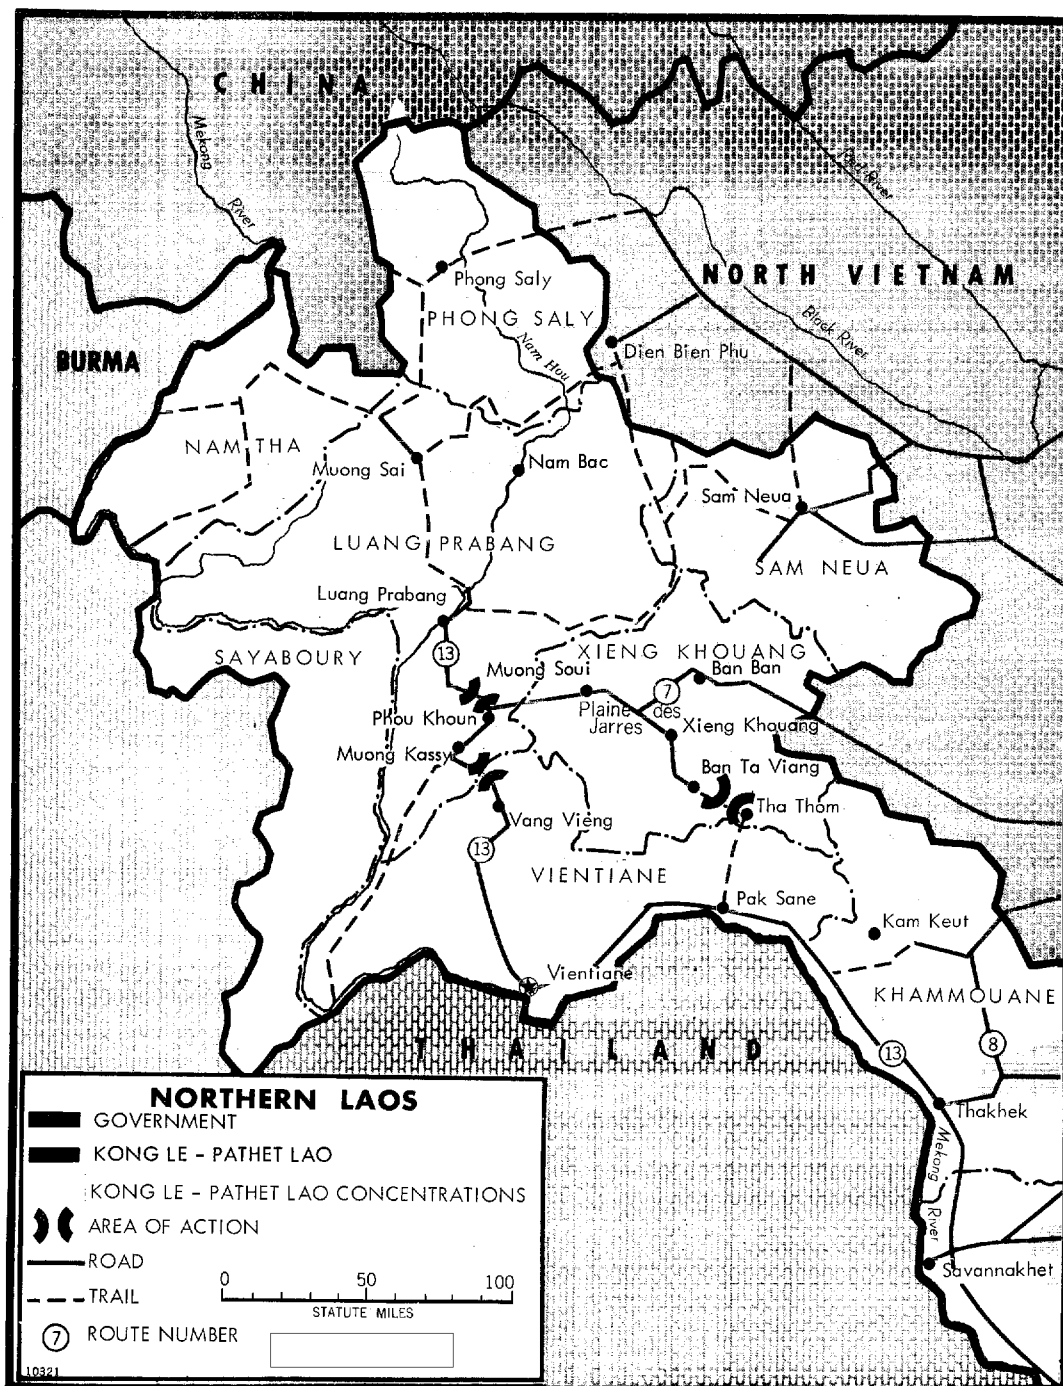 CHINA
Mekong
River
Red River
NORTH VIETNAM
Phong Saly
PHONG SALY
Black River
Nam Hou
Dien Bien Phu
BURMA
NAM THA
Muong Sai
Nam Bac
Sam Neua
LUANG PRABANG
SAM NEUA
Luang Prabang
SAYABOURY
13
XIENG KHOUANG
Muong Soui
Ban Ban
7
Phou Khoun
Plaine des
Jarres
Xieng Khouang
Muong Kassy
Ban Ta Viang
Tha Thom
Vang Vieng
13
VIENTIANE
Pak Sane
Kam Keut
Vientiane
KHAMMOUANE
THAILAND
13
8
Thakhek
Mekong
River
Savannakhet
NORTHERN LAOS
GOVERNMENT
KONG LE - PATHET LAO
KONG LE - PATHET LAO CONCENTRATIONS
AREA OF ACTION
ROAD
TRAIL
7 ROUTE NUMBER
0 50 100
STATUTE MILES
10321